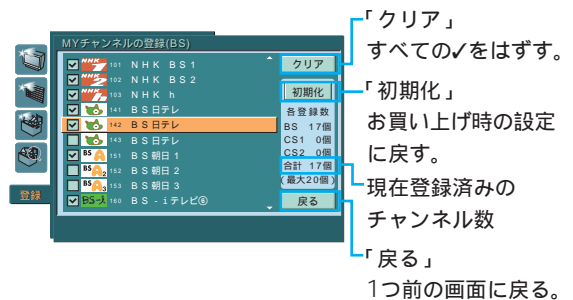 MYチャンネルの登録(BS)
101 NHK BS1
102 NHK BS2
103 NHK h
141 BS日テレ
142 BS日テレ
143 BS日テレ
BS A 151 BS朝日1
BS A2 152 BS朝日2
BS A3 153 BS朝日3
BS-i 160 BS-iテレビ⑥
登録
クリア
初期化
各登録数
BS 17個
CS1 0個
CS2 0個
合計 17個
(最大20個)
戻る
「クリア」
すべての✓をはずす。
「初期化」
お買い上げ時の設定
に戻す。
現在登録済みの
チャンネル数
「戻る」
1つ前の画面に戻る。